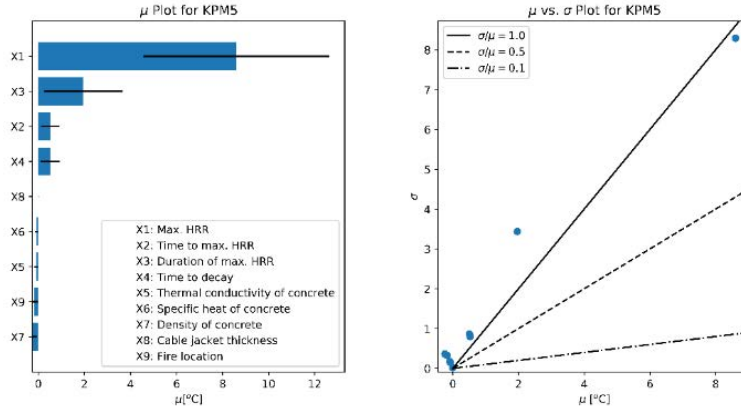 μ Plot for KPM5
X1
X3
X2
X4
X8
X6
X5
X9
X7
X1: Max. HRR
X2: Time to max. HRR
X3: Duration of max. HRR
X4: Time to decay
X5: Thermal conductivity of concrete
X6: Specific heat of concrete
X7: Density of concrete
X8: Cable jacket thickness
X9: Fire location
0 2 4 6 8 10 12
μ[°C]
μ vs. σ Plot for KPM5
σ/μ = 1.0
σ/μ = 0.5
σ/μ = 0.1
8
7
6
5
4
3
2
1
0
σ
0 2 4 6 8
μ [°C]